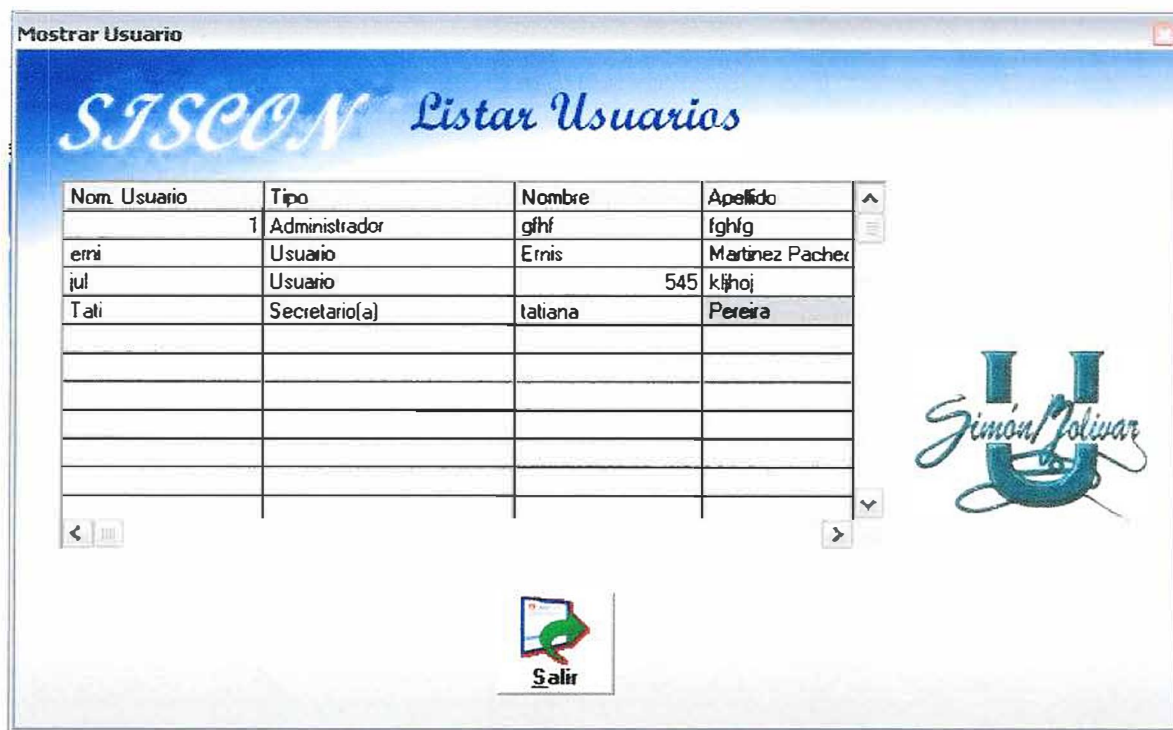 Mostrar Usuario
SISCON Listar Usuarios
Nom. Usuario Tipo Nombre Apellido
1 Administrador gfhf fghfg
erni Usuario Ernis Martinez Pachec
jul Usuario 545
Tati Secretario(a) tatiana Pereira
U
Simón Bolivar
Salir